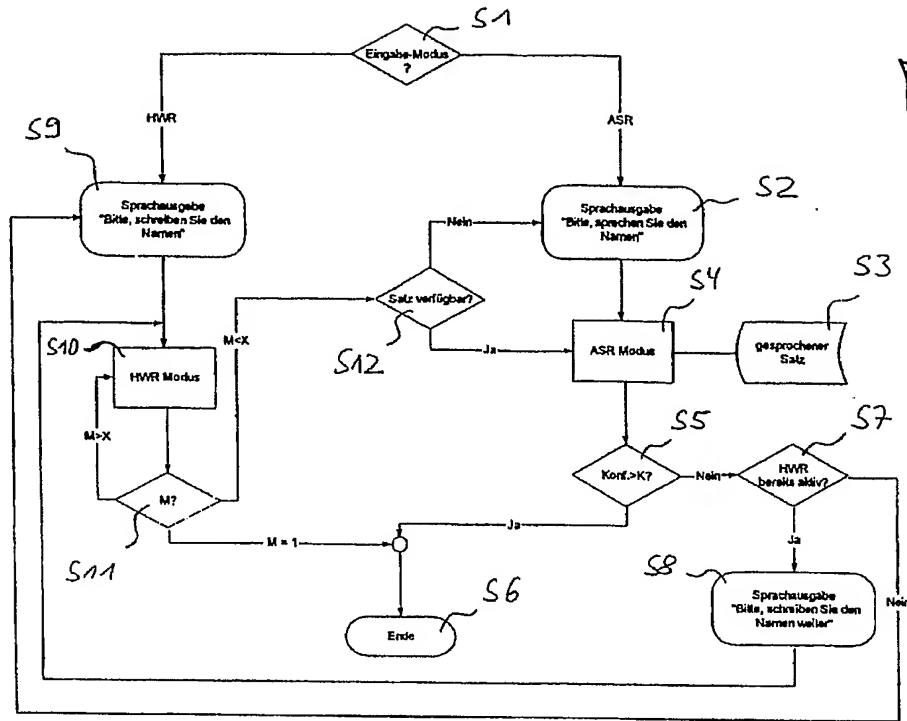 S1
Eingabe-Modus
?
HWR
ASR
S9
Sprachausgabe
"Bitte, schreiben Sie den
Namen"
S2
Sprachausgabe
"Bitte, sprechen Sie den
Namen"
Nein
Satz verfügbar?
S12
Ja
S4
ASR Modus
S3
gesprochener
Satz
S10
HWR Modus
M<X
M>X
M?
S11
M = 1
S5
Konf.>K?
Nein
Ja
S7
HWR
bereits aktiv?
Ja
Nein
S8
Sprachausgabe
"Bitte, schreiben Sie den
Namen weiter"
S6
Ende